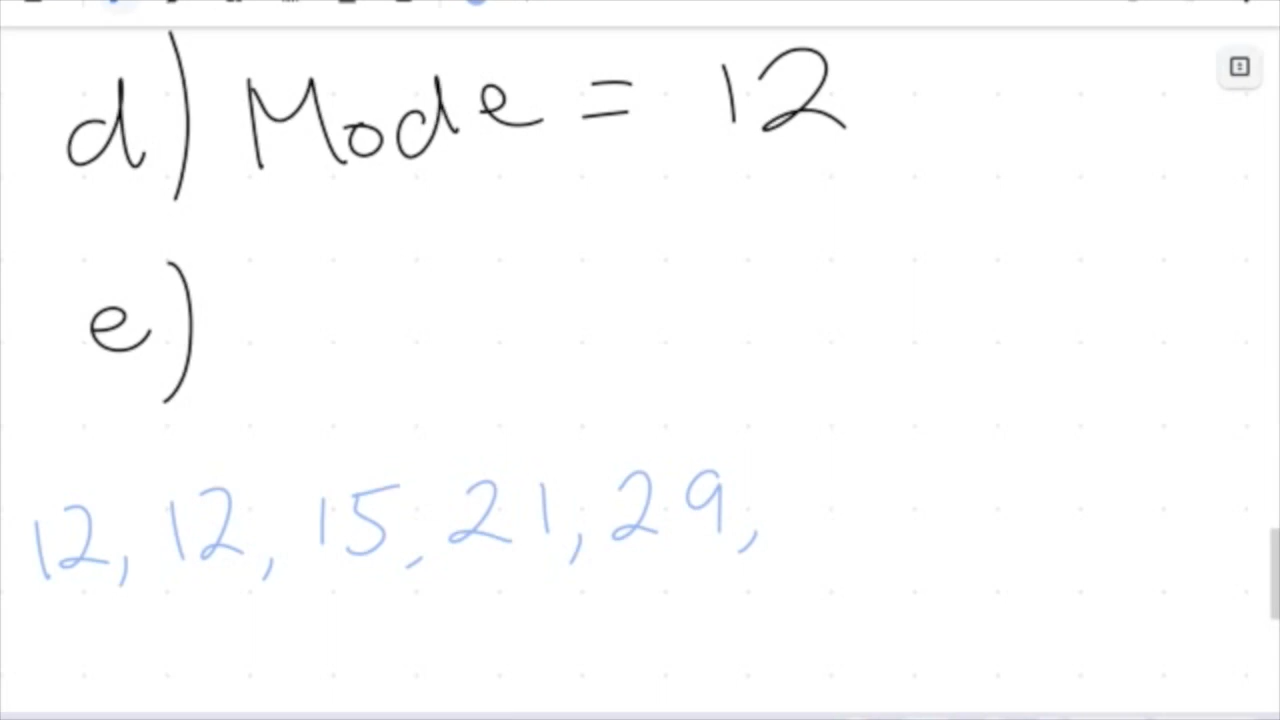 d) Mode = 12
e)
12, 12, 15, 21, 29,